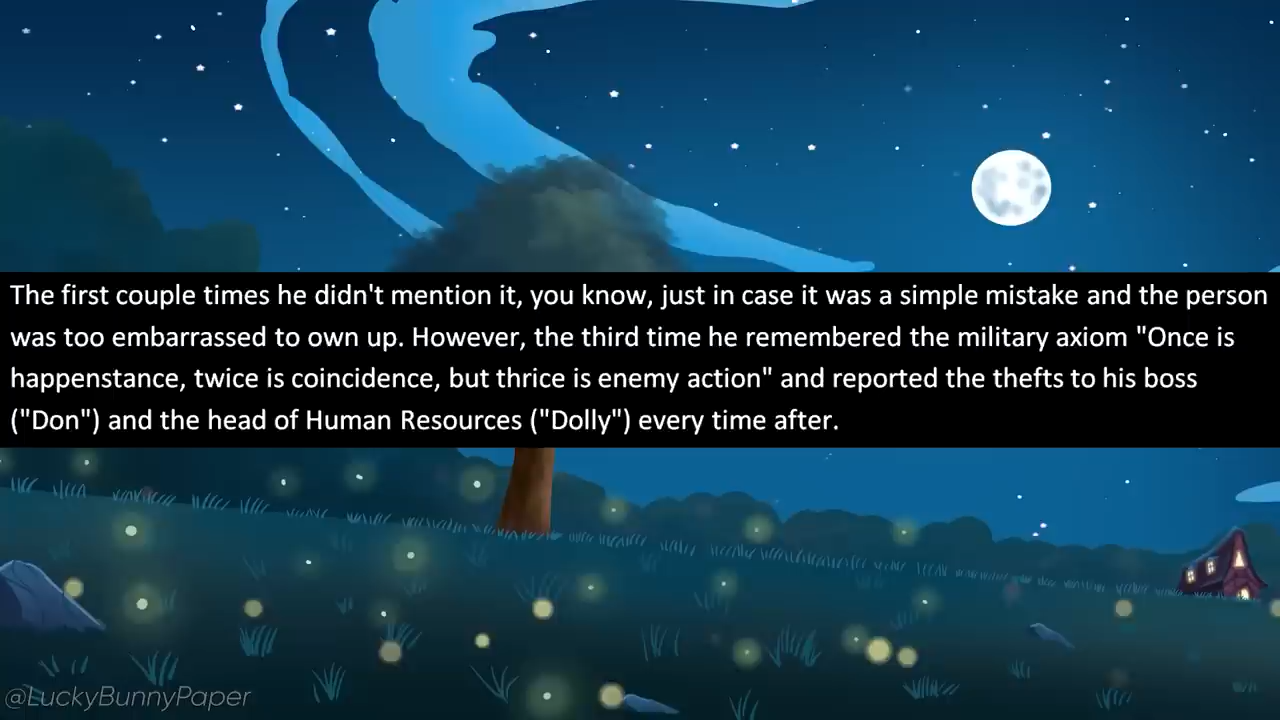 The first couple times he didn't mention it, you know, just in case it was a simple mistake and the person
was too embarrassed to own up. However, the third time he remembered the military axiom "Once is
happenstance, twice is coincidence, but thrice is enemy action" and reported the thefts to his boss
("Don") and the head of Human Resources ("Dolly") every time after.
@LuckyBunnyPaper